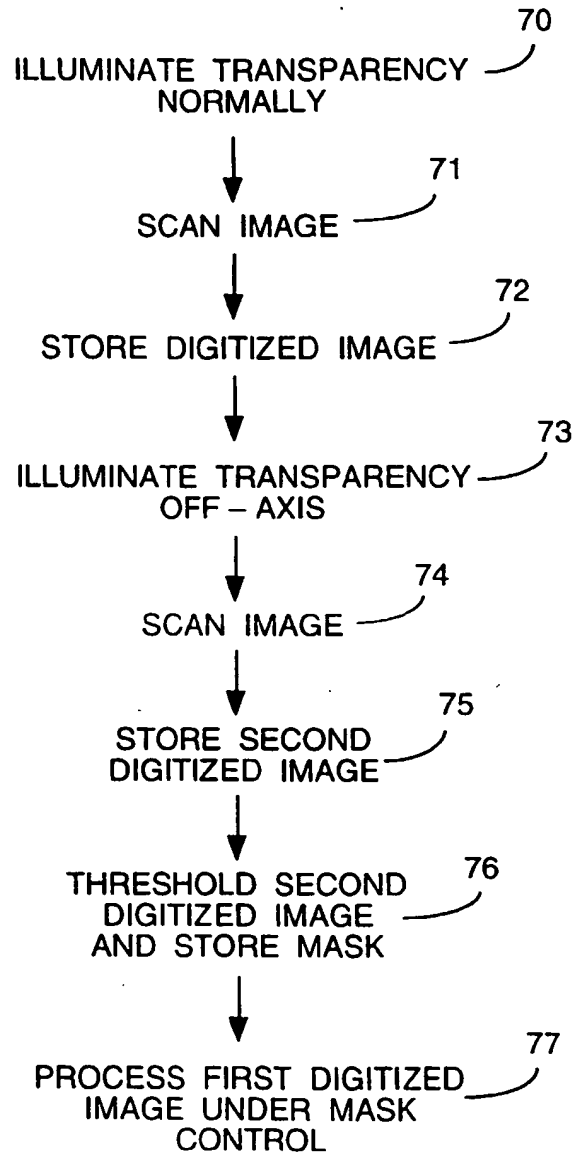 70
ILLUMINATE TRANSPARENCY
NORMALLY
71
SCAN IMAGE
72
STORE DIGITIZED IMAGE
73
ILLUMINATE TRANSPARENCY
OFF – AXIS
74
SCAN IMAGE
75
STORE SECOND
DIGITIZED IMAGE
76
THRESHOLD SECOND
DIGITIZED IMAGE
AND STORE MASK
77
PROCESS FIRST DIGITIZED
IMAGE UNDER MASK
CONTROL